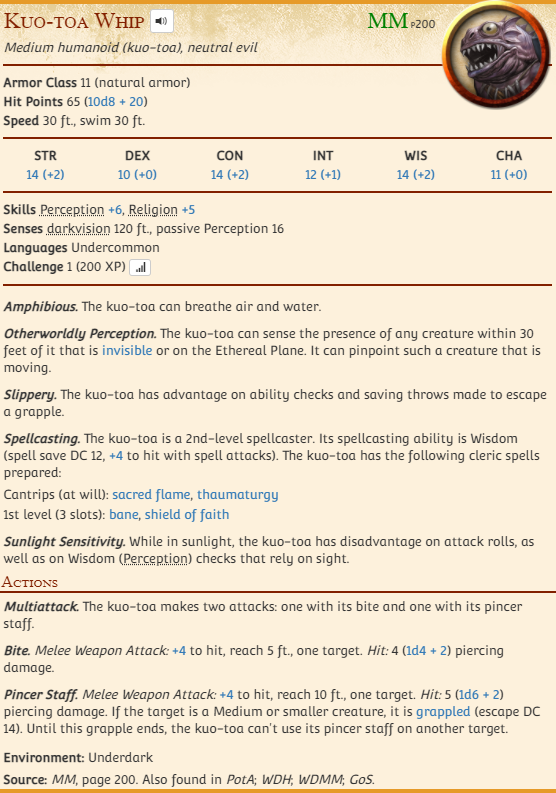 Kuo-toa Whip
MM P200
Medium humanoid (kuo-toa), neutral evil
Armor Class 11 (natural armor)
Hit Points 65 (10d8 + 20)
Speed 30 ft., swim 30 ft.
STR DEX CON INT WIS CHA
14 (+2) 10 (+0) 14 (+2) 12 (+1) 14 (+2) 11 (+0)
Skills Perception +6, Religion +5
Senses darkvision 120 ft., passive Perception 16
Languages Undercommon
Challenge 1 (200 XP)
Amphibious. The kuo-toa can breathe air and water.
Otherworldly Perception. The kuo-toa can sense the presence of any creature within 30
feet of it that is invisible or on the Ethereal Plane. It can pinpoint such a creature that is
moving.
Slippery. The kuo-toa has advantage on ability checks and saving throws made to escape
a grapple.
Spellcasting. The kuo-toa is a 2nd-level spellcaster. Its spellcasting ability is Wisdom
(spell save DC 12, +4 to hit with spell attacks). The kuo-toa has the following cleric spells
prepared:
Cantrips (at will): sacred flame, thaumaturgy
1st level (3 slots): bane, shield of faith
Sunlight Sensitivity. While in sunlight, the kuo-toa has disadvantage on attack rolls, as
well as on Wisdom (Perception) checks that rely on sight.
Actions
Multiattack. The kuo-toa makes two attacks: one with its bite and one with its pincer
staff.
Bite. Melee Weapon Attack: +4 to hit, reach 5 ft., one target. Hit: 4 (1d4 + 2) piercing
damage.
Pincer Staff. Melee Weapon Attack: +4 to hit, reach 10 ft., one target. Hit: 5 (1d6 + 2)
piercing damage. If the target is a Medium or smaller creature, it is grappled (escape DC
14). Until this grapple ends, the kuo-toa can't use its pincer staff on another target.
Environment: Underdark
Source: MM, page 200. Also found in PotA; WDH; WDMM; GoS.